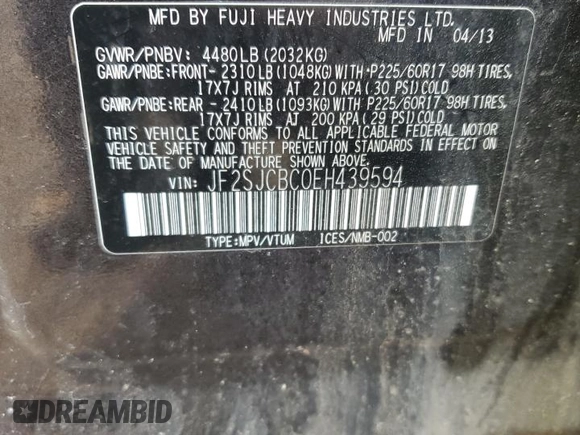 MFD BY FUJI HEAVY INDUSTRIES LTD.
MFD IN 04/13
GVWR/PNBV: 4480LB (2032KG)
GAWR/PNBE:FRONT- 2310LB (1048KG) WITH P225/60R17 98H TIRES,
17X7J RIMS AT 210 KPA ( 30 PSI) COLD
GAWR/PNBE:REAR - 2410LB (1093KG) WITH P225/60R17 98H TIRES,
17X7J RIMS AT 200 KPA ( 29 PSI) COLD
THIS VEHICLE CONFORMS TO ALL APPLICABLE FEDERAL MOTOR
VEHICLE SAFETY AND THEFT PREVENTION STANDARDS IN EFFECT
ON THE DATE OF MANUFACTURE SHOWN ABOVE.
VIN: JF2SJCBC0EH439594
TYPE:MPV/VTUM ICES/NMB-002
DREAMBID